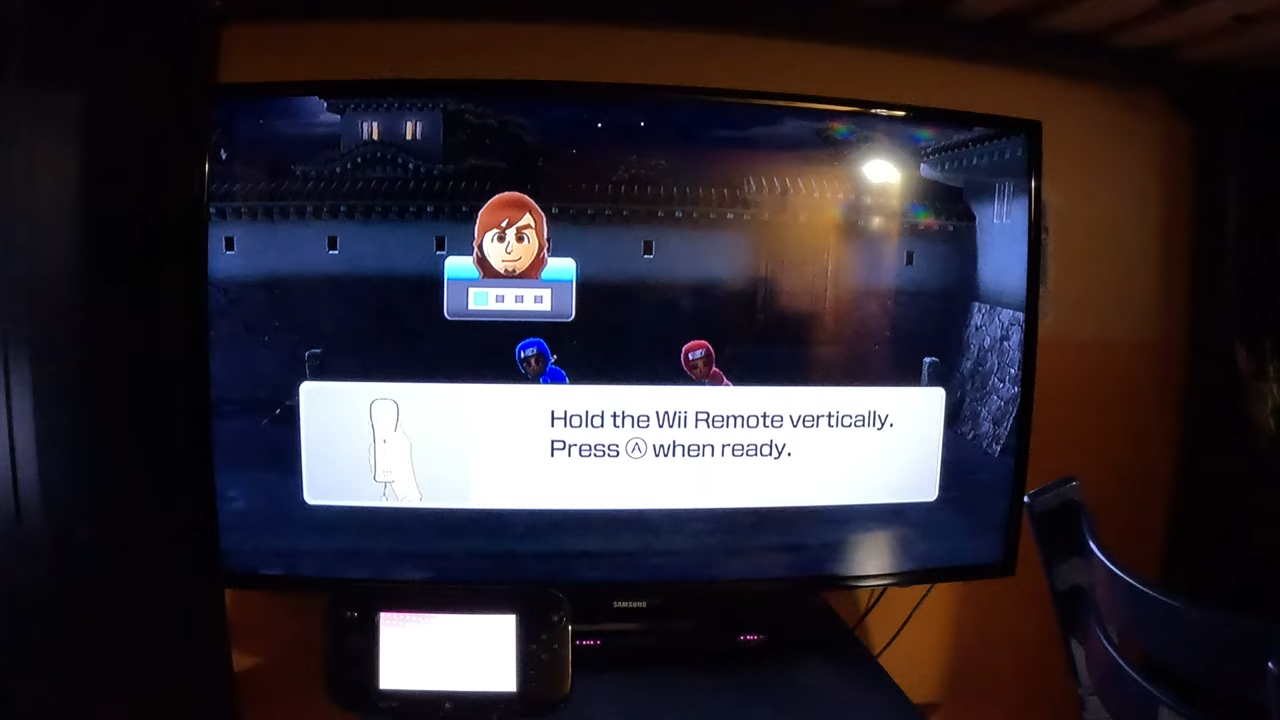 Hold the Wii Remote vertically.
Press Ⓐ when ready.
SAMSUNG